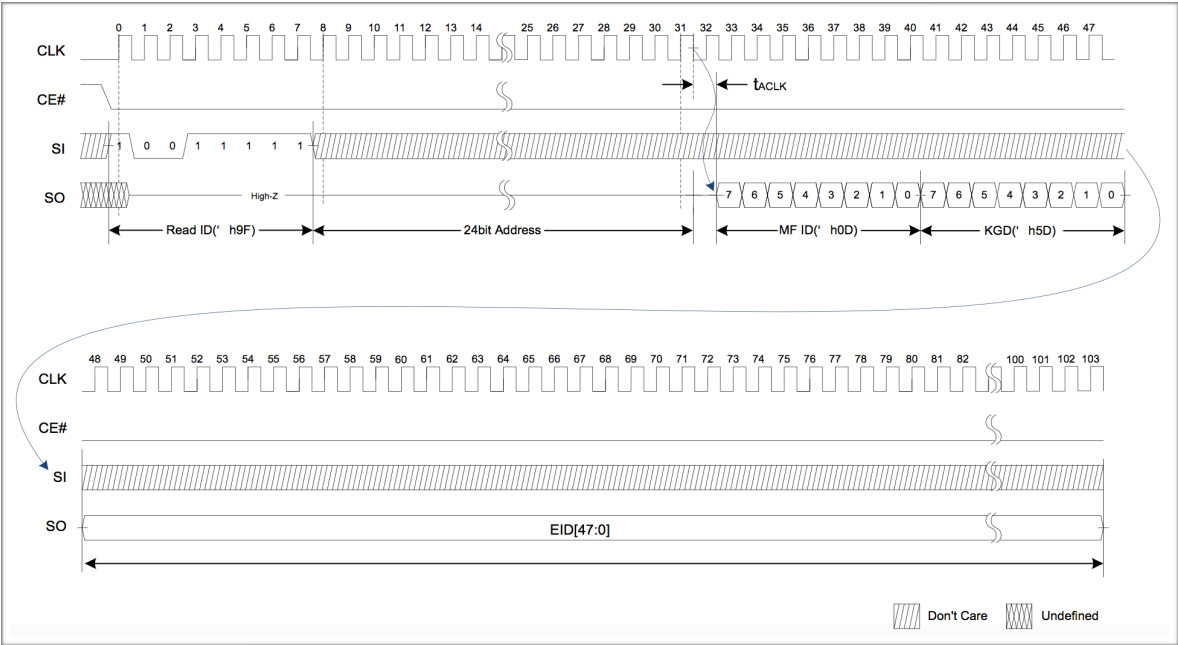 0 1 2 3 4 5 6 7 8 9 10 11 12 13 14 25 26 27 28 29 30 31 32 33 34 35 36 37 38 39 40 41 42 43 44 45 46 47
CLK
CE#
tACLK
SI 1 0 0 1 1 1 1 1
SO High-Z 7 6 5 4 3 2 1 0 7 6 5 4 3 2 1 0
Read ID(‘ h9F) 24bit Address MF ID(‘ h0D) KGD(‘ h5D)
48 49 50 51 52 53 54 55 56 57 58 59 60 61 62 63 64 65 66 67 68 69 70 71 72 73 74 75 76 77 78 79 80 81 82 100 101 102 103
CLK
CE#
SI
SO EID[47:0]
Don't Care Undefined